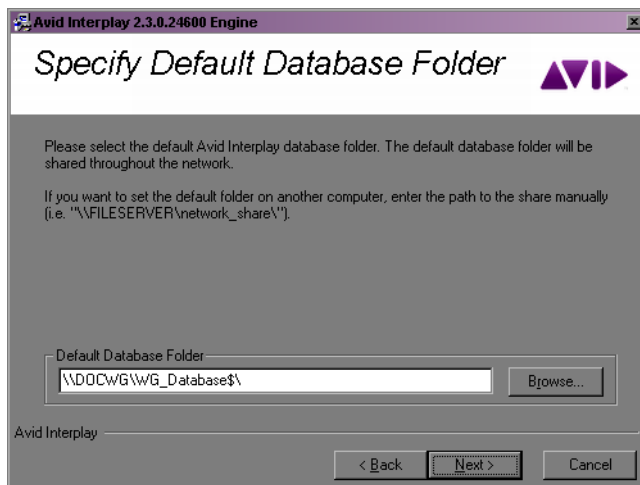 Avid Interplay 2.3.0.24600 Engine
Specify Default Database Folder
AVID
Please select the default Avid Interplay database folder. The default database folder will be
shared throughout the network.
If you want to set the default folder on another computer, enter the path to the share manually
(i.e. "\\FILESERVER\network_share\").
Default Database Folder
\\DOCWG\WG_Database$\
Browse...
Avid Interplay
< Back
Next >
Cancel